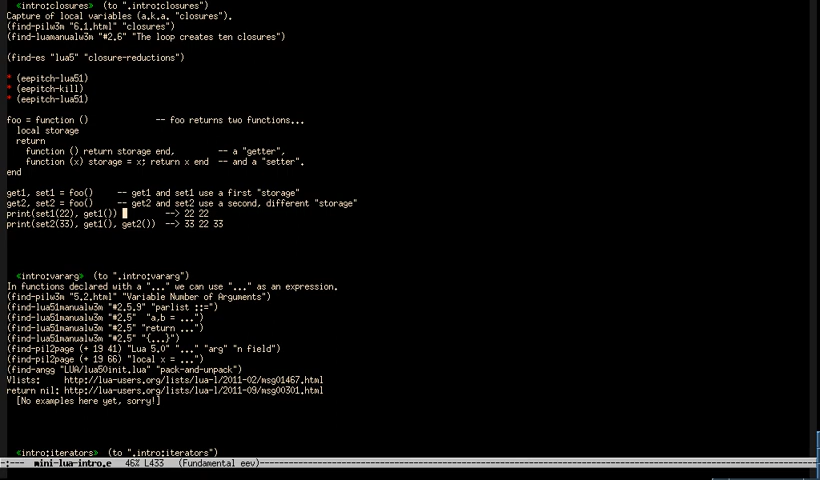 «intro:closures»  (to ".intro:closures")
Capture of local variables (a.k.a. "closures").
(find-pilw3m "6.1.html" "closures")
(find-luamanualw3m "#2.6" "The loop creates ten closures")
(find-es "lua5" "closure-reductions")
* (eepitch-lua51)
* (eepitch-kill)
* (eepitch-lua51)
foo = function ()             -- foo returns two functions...
  local storage
  return
    function () return storage end,        -- a "getter",
    function (x) storage = x; return x end  -- and a "setter".
end
get1, set1 = foo()     -- get1 and set1 use a first "storage"
get2, set2 = foo()     -- get2 and set2 use a second, different "storage"
print(set1(22), get1())          --> 22 22
print(set2(33), get1(), get2())  --> 33 22 33
«intro:vararg»  (to ".intro:vararg")
In functions declared with a "..." we can use "..." as an expression.
(find-pilw3m "5.2.html" "Variable Number of Arguments")
(find-lua51manualw3m "#2.5.9" "parlist ::=")
(find-lua51manualw3m "#2.5"  "a,b = ...")
(find-lua51manualw3m "#2.5"  "return ...")
(find-lua51manualw3m "#2.5"  "{...}")
(find-pil2page (+ 19 41) "Lua 5.0" "..." "arg" "n field")
(find-pil2page (+ 19 66) "local x = ...")
(find-angg "LUA/lua50init.lua" "pack-and-unpack")
Vlists:     http://lua-users.org/lists/lua-l/2011-02/msg01467.html
return nil: http://lua-users.org/lists/lua-l/2011-09/msg00301.html
  [No examples here yet, sorry!]
«intro:iterators»  (to ".intro:iterators")
-:---  mini-lua-intro.e   46% L433   (Fundamental eev)